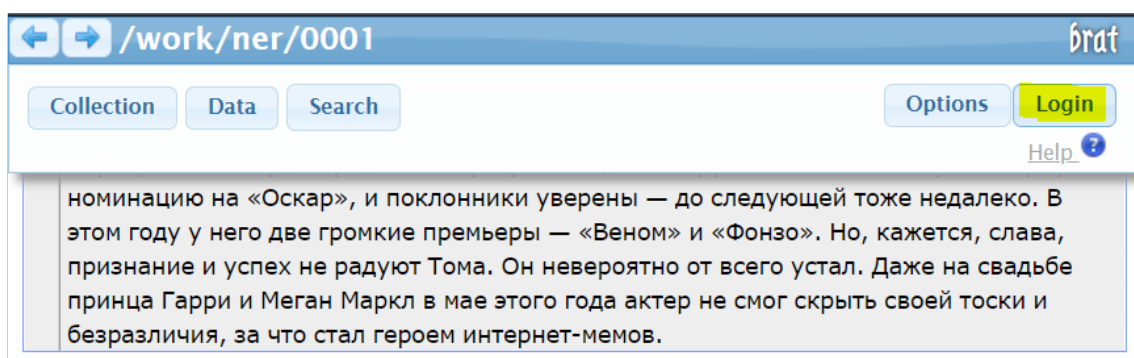 /work/ner/0001
brat
Collection Data Search Options Login
Help ?
номинацию на «Оскар», и поклонники уверены — до следующей тоже недалеко. В
этом году у него две громкие премьеры — «Веном» и «Фонзо». Но, кажется, слава,
признание и успех не радуют Тома. Он невероятно от всего устал. Даже на свадьбе
принца Гарри и Меган Маркл в мае этого года актер не смог скрыть своей тоски и
безразличия, за что стал героем интернет-мемов.